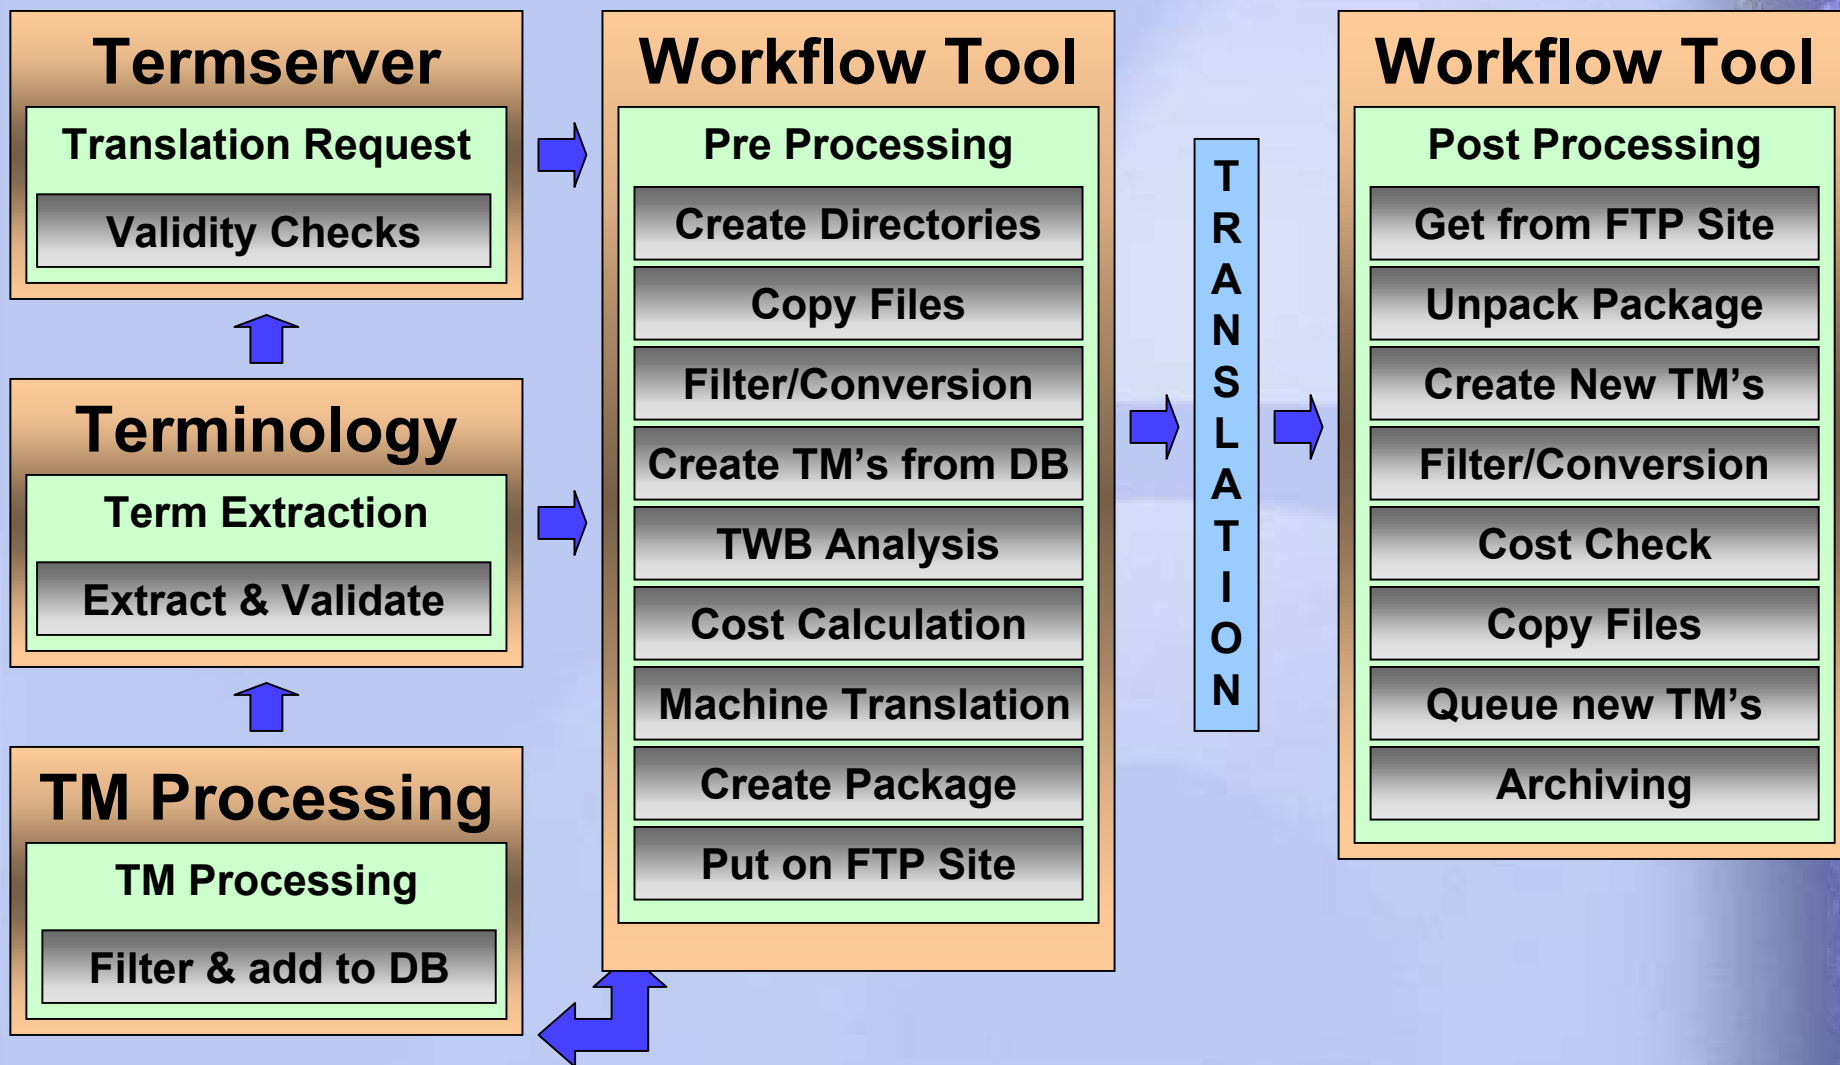 Termserver
Translation Request
Validity Checks
Terminology
Term Extraction
Extract & Validate
TM Processing
TM Processing
Filter & add to DB
Workflow Tool
Pre Processing
Create Directories
Copy Files
Filter/Conversion
Create TM’s from DB
TWB Analysis
Cost Calculation
Machine Translation
Create Package
Put on FTP Site
TRANSLATION
Workflow Tool
Post Processing
Get from FTP Site
Unpack Package
Create New TM’s
Filter/Conversion
Cost Check
Copy Files
Queue new TM’s
Archiving